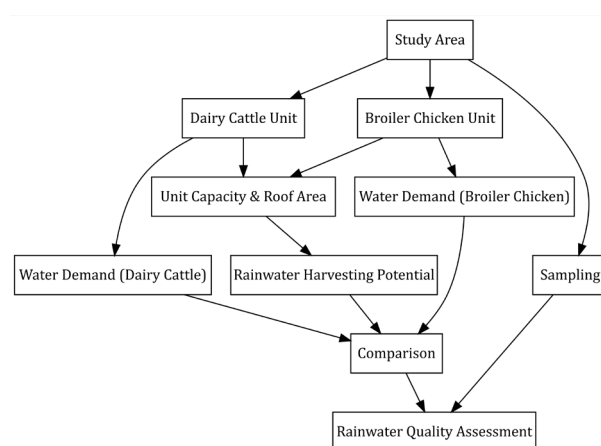 Study Area
Dairy Cattle Unit
Broiler Chicken Unit
Unit Capacity & Roof Area
Water Demand (Broiler Chicken)
Water Demand (Dairy Cattle)
Rainwater Harvesting Potential
Sampling
Comparison
Rainwater Quality Assessment